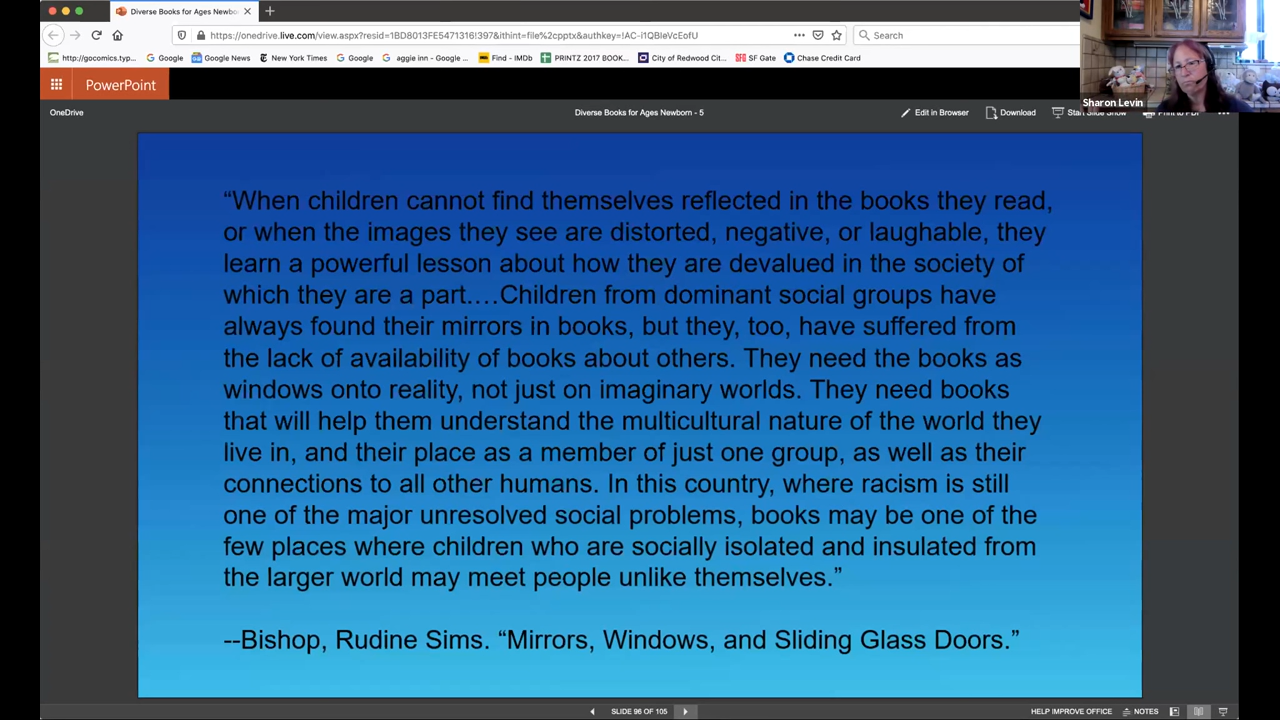 Diverse Books for Ages Newborn -
https://onedrive.live.com/view.aspx?resid=1BD8013FE5471316!397&ithint=file%2cpptx&authkey=!AC-i1QBIeVcEofU
Search
http://gocomics.typ... Google Google News New York Times Google aggie inn - Google ... Find - IMDb PRINTZ 2017 BOOK... City of Redwood City... SF Gate Chase Credit Card
Sharon Levin
PowerPoint
OneDrive Diverse Books for Ages Newborn - 5 Edit in Browser Download Start Slide Show Print to PDF ...
“When children cannot find themselves reflected in the books they read,
or when the images they see are distorted, negative, or laughable, they
learn a powerful lesson about how they are devalued in the society of
which they are a part.…Children from dominant social groups have
always found their mirrors in books, but they, too, have suffered from
the lack of availability of books about others. They need the books as
windows onto reality, not just on imaginary worlds. They need books
that will help them understand the multicultural nature of the world they
live in, and their place as a member of just one group, as well as their
connections to all other humans. In this country, where racism is still
one of the major unresolved social problems, books may be one of the
few places where children who are socially isolated and insulated from
the larger world may meet people unlike themselves.”
--Bishop, Rudine Sims. “Mirrors, Windows, and Sliding Glass Doors.”
SLIDE 96 OF 105 HELP IMPROVE OFFICE NOTES